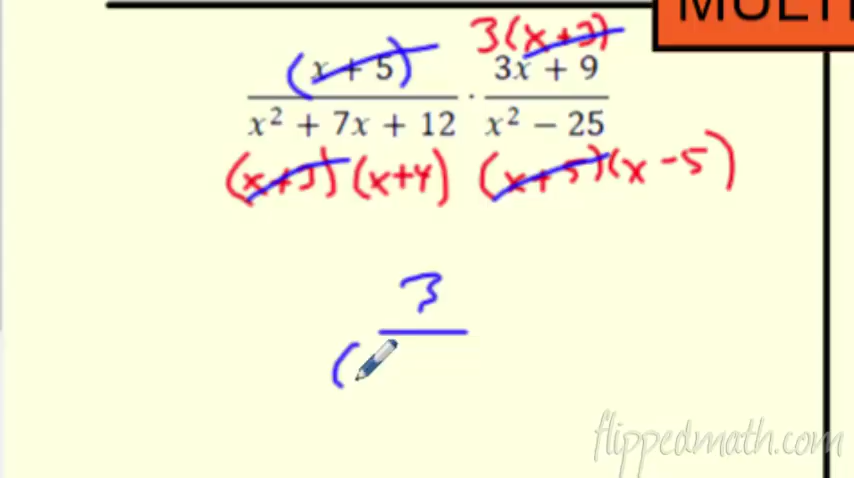 MULTI
3(x+3)
(x + 5) 3x + 9
———— · ————
x² + 7x + 12 x² − 25
(x+3)(x+4) (x+5)(x-5)
3
(
flippedmath.com